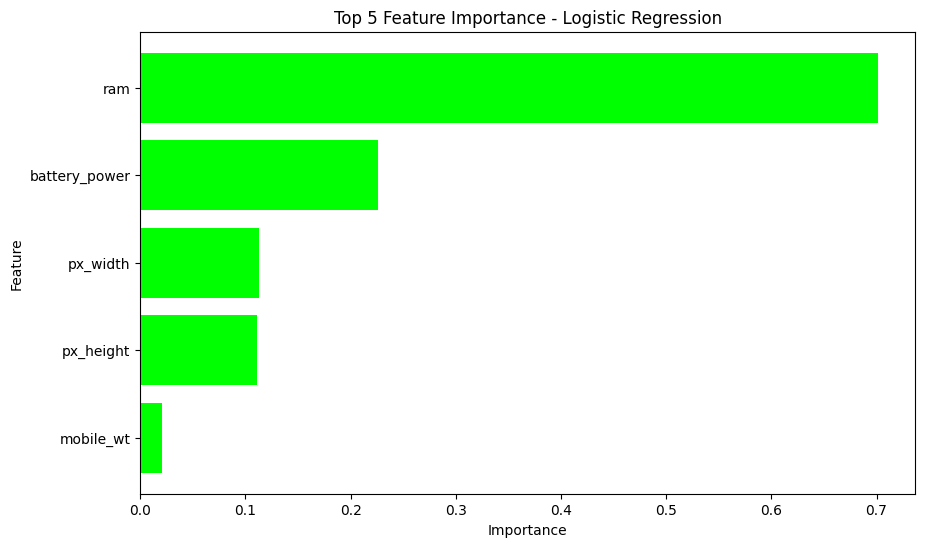 Top 5 Feature Importance - Logistic Regression
ram
battery_power
px_width
px_height
mobile_wt
Feature
0.0 0.1 0.2 0.3 0.4 0.5 0.6 0.7
Importance